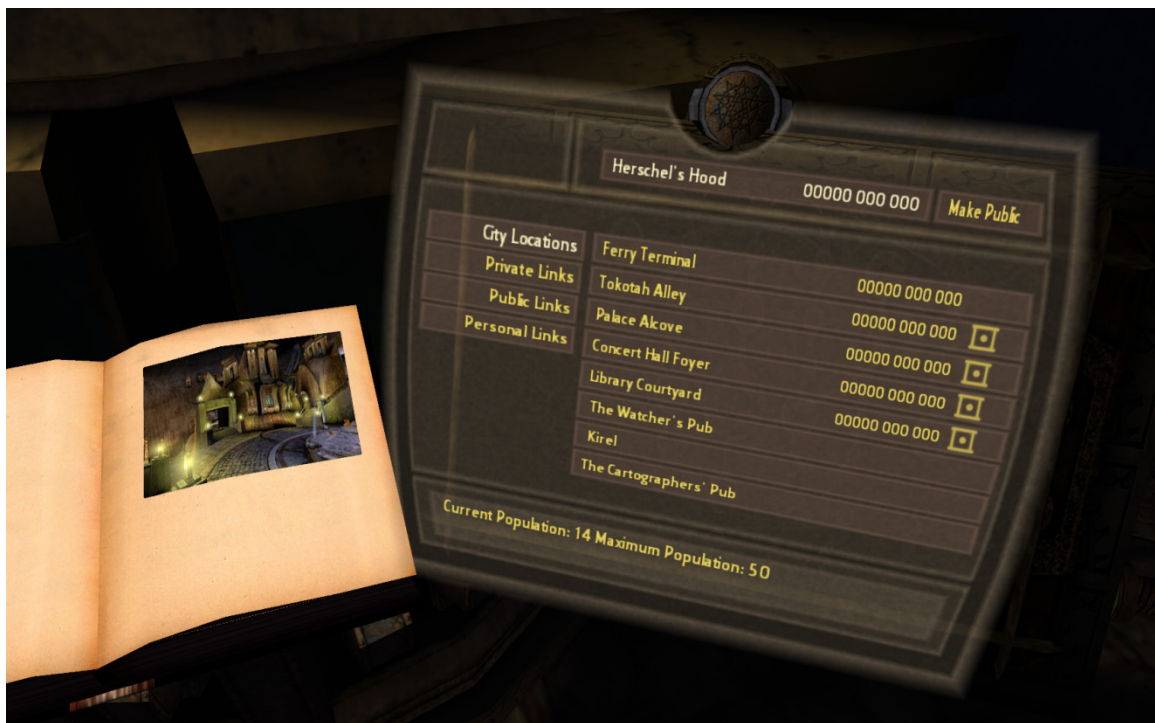 Herschel's Hood 00000 000 000 Make Public
City Locations
Private Links
Public Links
Personal Links
Ferry Terminal 00000 000 000
Tokotah Alley 00000 000 000
Palace Alcove 00000 000 000
Concert Hall Foyer 00000 000 000
Library Courtyard 00000 000 000
The Watcher's Pub
Kirel
The Cartographers' Pub
Current Population: 14 Maximum Population: 50